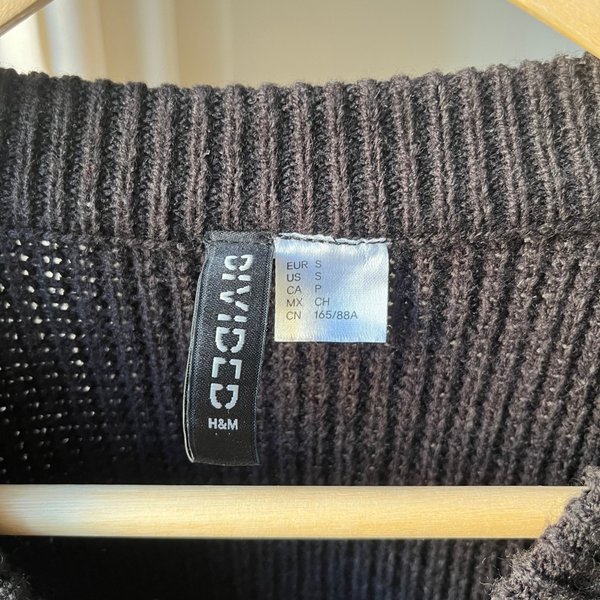 DIVIDED
H&M
EUR S
US S
CA P
MX CH
CN 165/88A